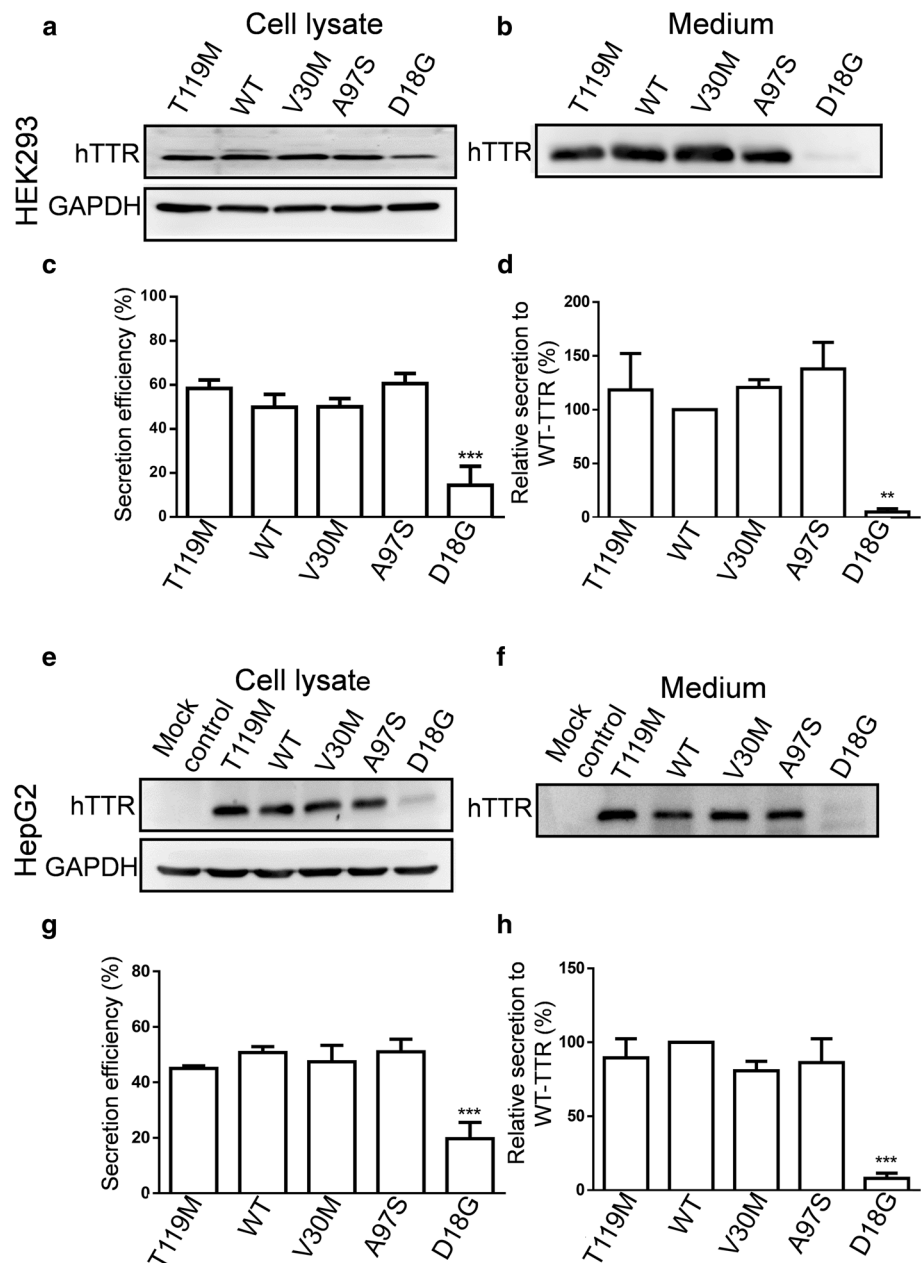 a
Cell lysate
T119M
WT
V30M
A97S
D18G
HEK293
hTTR
GAPDH
b
Medium
T119M
WT
V30M
A97S
D18G
hTTR
c
Secretion efficiency (%)
100
80
60
40
20
0
***
T119M
WT
V30M
A97S
D18G
d
Relative secretion to
WT-TTR (%)
200
150
100
50
0
**
T119M
WT
V30M
A97S
D18G
e
Cell lysate
Mock
control
T119M
WT
V30M
A97S
D18G
HepG2
hTTR
GAPDH
f
Medium
Mock
control
T119M
WT
V30M
A97S
D18G
hTTR
g
Secretion efficiency (%)
80
60
40
20
0
***
T119M
WT
V30M
A97S
D18G
h
Relative secretion to
WT-TTR (%)
150
100
50
0
***
T119M
WT
V30M
A97S
D18G